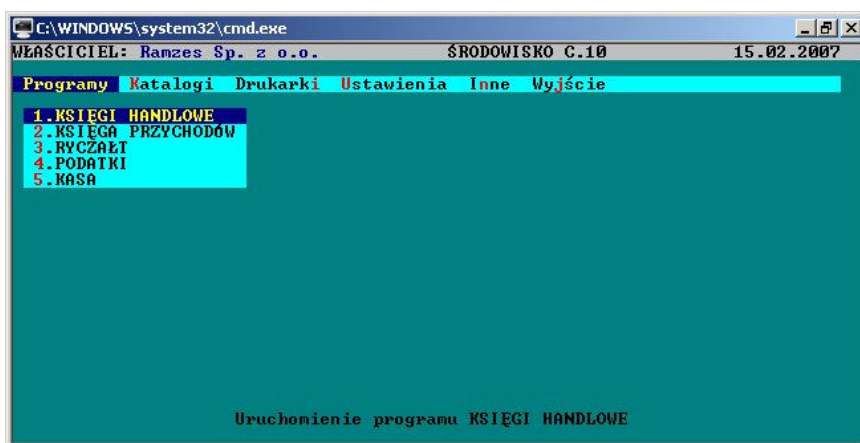 C:\WINDOWS\system32\cmd.exe
WŁAŚCICIEL: Ramzes Sp. z o.o. ŚRODOWISKO C.10 15.02.2007
Programy Katalogi Drukarki Ustawienia Inne Wyjście
1.KSIĘGI HANDLOWE
2.KSIĘGA PRZYCHODÓW
3.RYCZAŁT
4.PODATKI
5.KASA
Uruchomienie programu KSIĘGI HANDLOWE